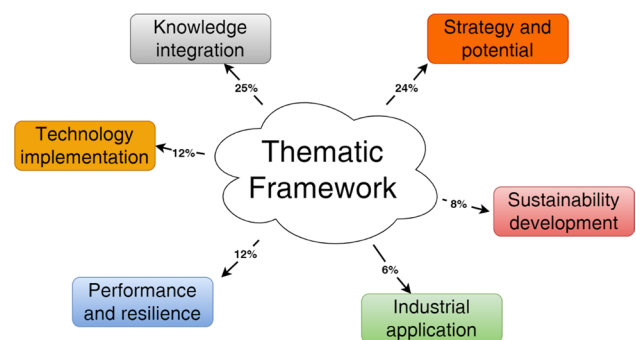 Knowledge
integration
Strategy and
potential
25%
24%
Technology
implementation
12%
Thematic
Framework
Sustainability
development
8%
12%
6%
Performance
and resilience
Industrial
application